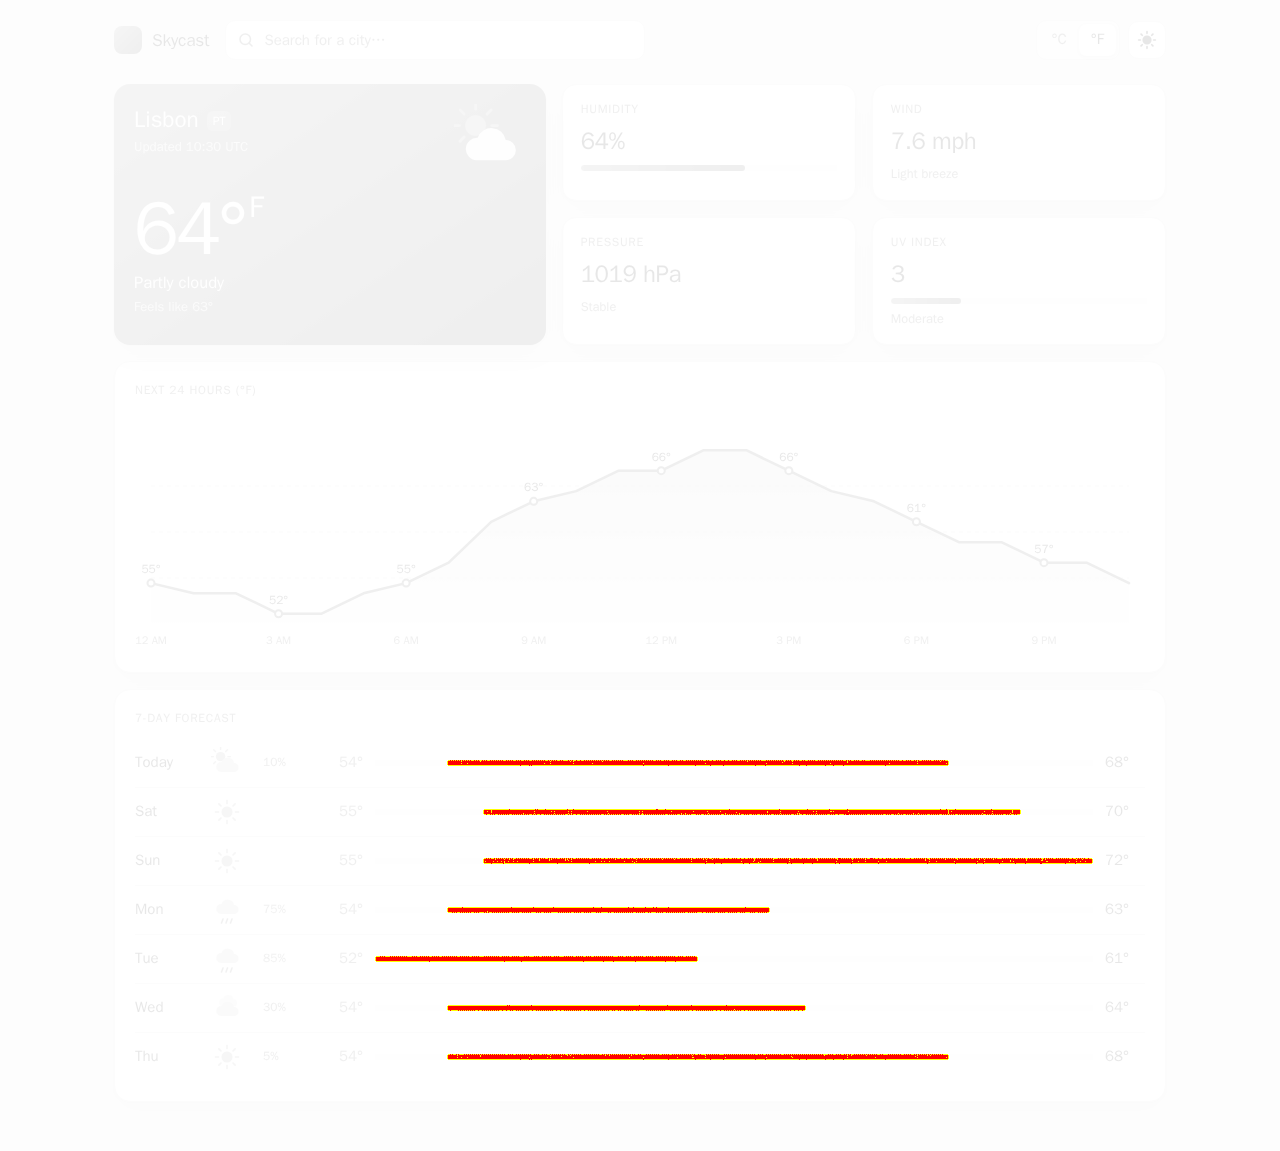 Skycast
Search for a city…
°C °F
Lisbon PT
Updated 10:30 UTC
64°F
Partly cloudy
Feels like 63°
HUMIDITY
64%
WIND
7.6 mph
Light breeze
PRESSURE
1019 hPa
Stable
UV INDEX
3
Moderate
NEXT 24 HOURS (°F)
55° 52° 55° 63° 66° 66° 61° 57°
12 AM 3 AM 6 AM 9 AM 12 PM 3 PM 6 PM 9 PM
7-DAY FORECAST
Today 10% 54° 68°
Sat 55° 70°
Sun 55° 72°
Mon 75% 54° 63°
Tue 85% 52° 61°
Wed 30% 54° 64°
Thu 5% 54° 68°